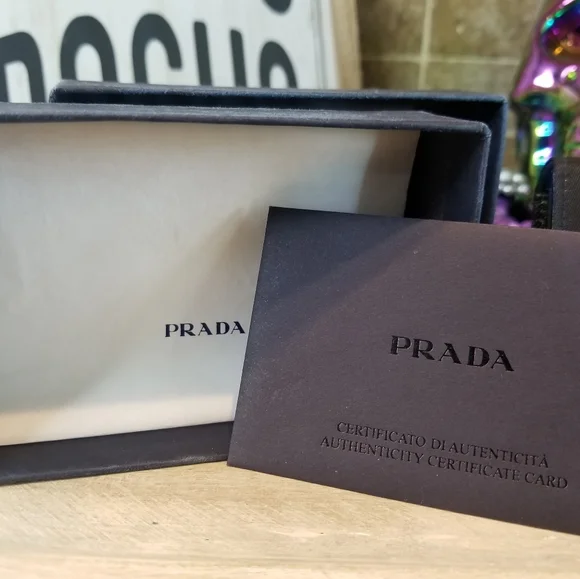 PRADA
PRADA
CERTIFICATO DI AUTENTICITÀ
AUTHENTICITY CERTIFICATE CARD